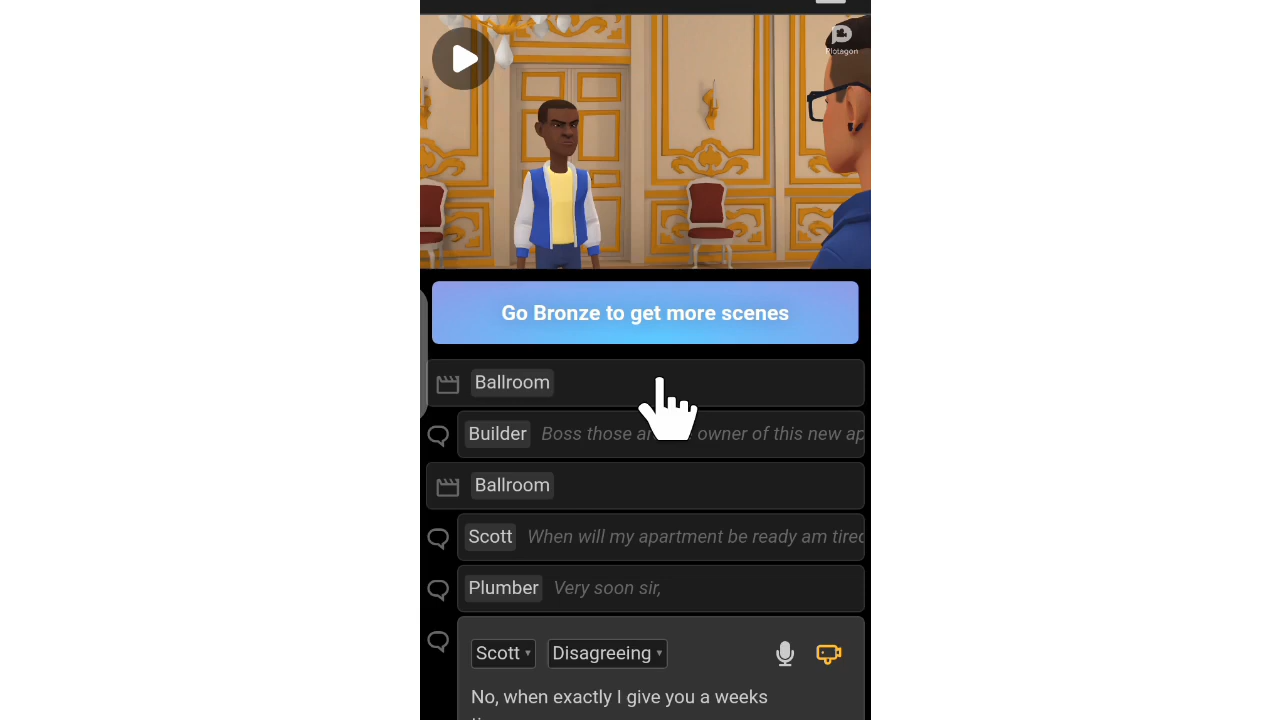 Plotagon
Go Bronze to get more scenes
Ballroom
Builder Boss those ar owner of this new ap
Ballroom
Scott When will my apartment be ready am tired
Plumber Very soon sir,
Scott Disagreeing
No, when exactly I give you a weeks